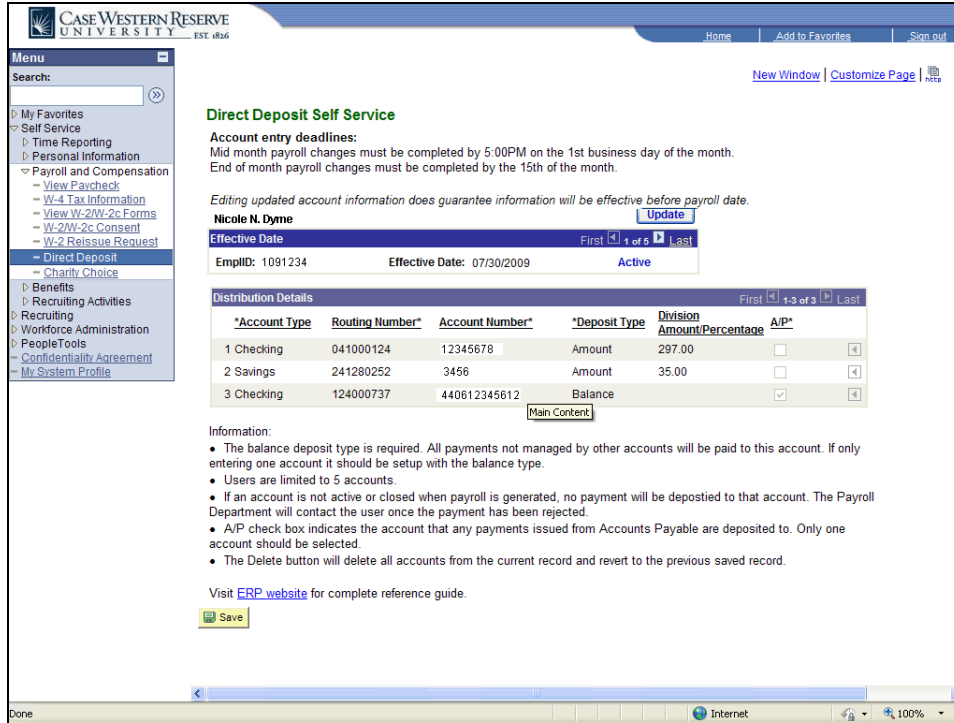 CASE WESTERN RESERVE
UNIVERSITY EST. 1826
Home Add to Favorites Sign out
Menu
Search:
My Favorites
Self Service
Time Reporting
Personal Information
Payroll and Compensation
View Paycheck
W-4 Tax Information
View W-2/W-2c Forms
W-2/W-2c Consent
W-2 Reissue Request
Direct Deposit
Charity Choice
Benefits
Recruiting Activities
Recruiting
Workforce Administration
PeopleTools
Confidentiality Agreement
My System Profile
New Window | Customize Page | http
Direct Deposit Self Service
Account entry deadlines:
Mid month payroll changes must be completed by 5:00PM on the 1st business day of the month.
End of month payroll changes must be completed by the 15th of the month.
Editing updated account information does guarantee information will be effective before payroll date.
Nicole N. Dyme Update
Effective Date First 1 of 5 Last
EmplID: 1091234 Effective Date: 07/30/2009 Active
Distribution Details First 1-3 of 3 Last
*Account Type Routing Number* Account Number* *Deposit Type Division Amount/Percentage A/P*
1 Checking 041000124 12345678 Amount 297.00
2 Savings 241280252 3456 Amount 35.00
3 Checking 124000737 440612345612 Balance
Main Content
Information:
• The balance deposit type is required. All payments not managed by other accounts will be paid to this account. If only
entering one account it should be setup with the balance type.
• Users are limited to 5 accounts.
• If an account is not active or closed when payroll is generated, no payment will be depostied to that account. The Payroll
Department will contact the user once the payment has been rejected.
• A/P check box indicates the account that any payments issued from Accounts Payable are deposited to. Only one
account should be selected.
• The Delete button will delete all accounts from the current record and revert to the previous saved record.
Visit ERP website for complete reference guide.
Save
Done Internet 100%